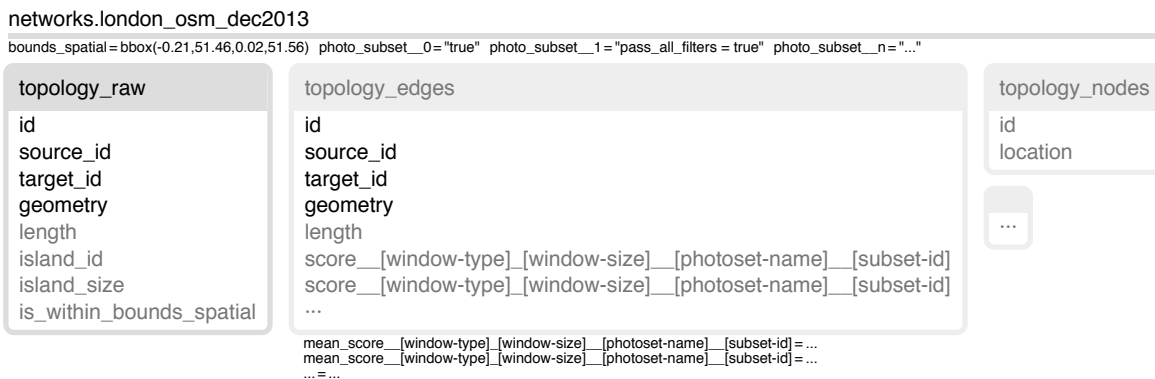 networks.london_osm_dec2013
bounds_spatial=bbox(-0.21,51.46,0.02,51.56) photo_subset__0="true" photo_subset__1="pass_all_filters = true" photo_subset__n="..."
topology_raw
id
source_id
target_id
geometry
length
island_id
island_size
is_within_bounds_spatial
topology_edges
id
source_id
target_id
geometry
length
score__[window-type]_[window-size]__[photoset-name]__[subset-id]
score__[window-type]_[window-size]__[photoset-name]__[subset-id]
...
mean_score__[window-type]_[window-size]__[photoset-name]__[subset-id]=...
mean_score__[window-type]_[window-size]__[photoset-name]__[subset-id]=...
...=...
topology_nodes
id
location
...